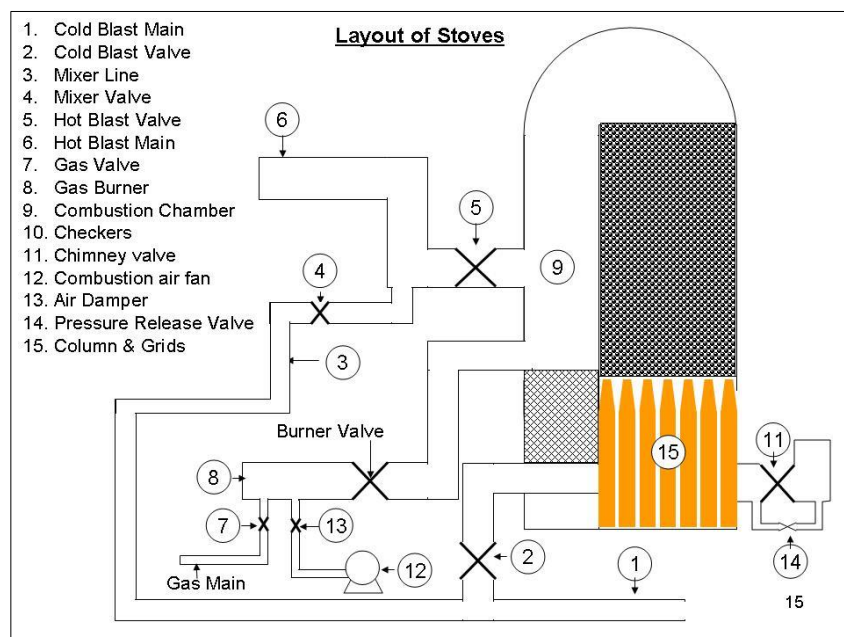 Layout of Stoves
1. Cold Blast Main
2. Cold Blast Valve
3. Mixer Line
4. Mixer Valve
5. Hot Blast Valve
6. Hot Blast Main
7. Gas Valve
8. Gas Burner
9. Combustion Chamber
10. Checkers
11. Chimney valve
12. Combustion air fan
13. Air Damper
14. Pressure Release Valve
15. Column & Grids
6
5
4
9
3
Burner Valve
15
11
8
7
13
2
14
12
1
Gas Main
15